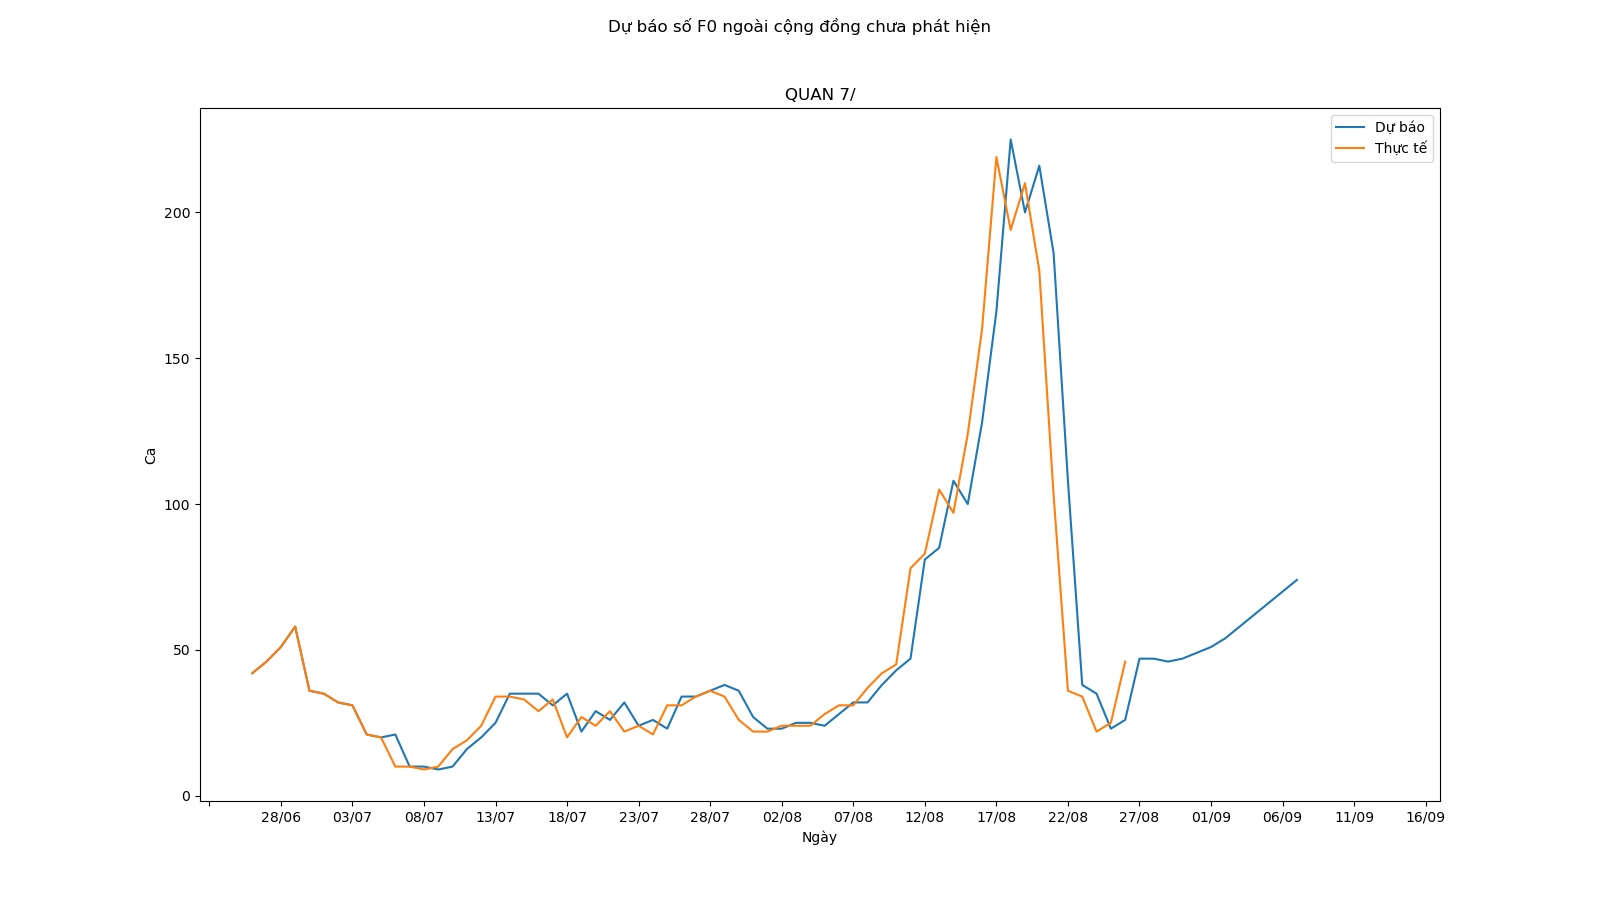 Dự báo số F0 ngoài cộng đồng chưa phát hiện
QUAN 7/
Dự báo
Thực tế
200
150
100
50
0
Ca
28/06 03/07 08/07 13/07 18/07 23/07 28/07 02/08 07/08 12/08 17/08 22/08 27/08 01/09 06/09 11/09 16/09
Ngày